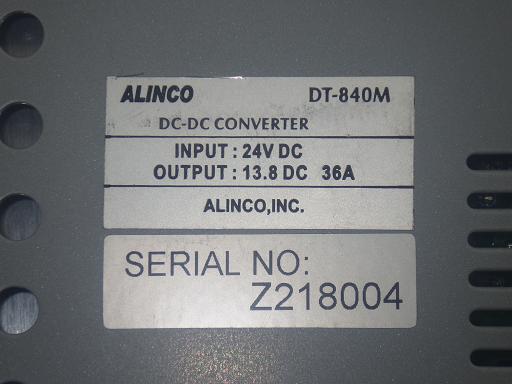 ALINCO DT-840M
DC-DC CONVERTER
INPUT : 24V DC
OUTPUT : 13.8 DC 36A
ALINCO,INC.
SERIAL NO:
Z218004